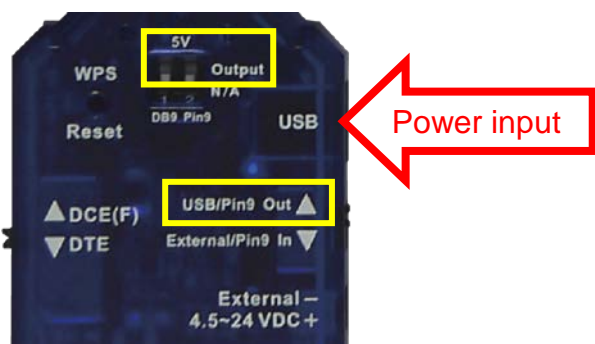 5V
WPS
Output
N/A
1 2
DB9 Pin9
Reset
USB
Power input
▲DCE(F)
USB/Pin9 Out ▲
▼DTE
External/Pin9 In ▼
External –
4.5~24 VDC +